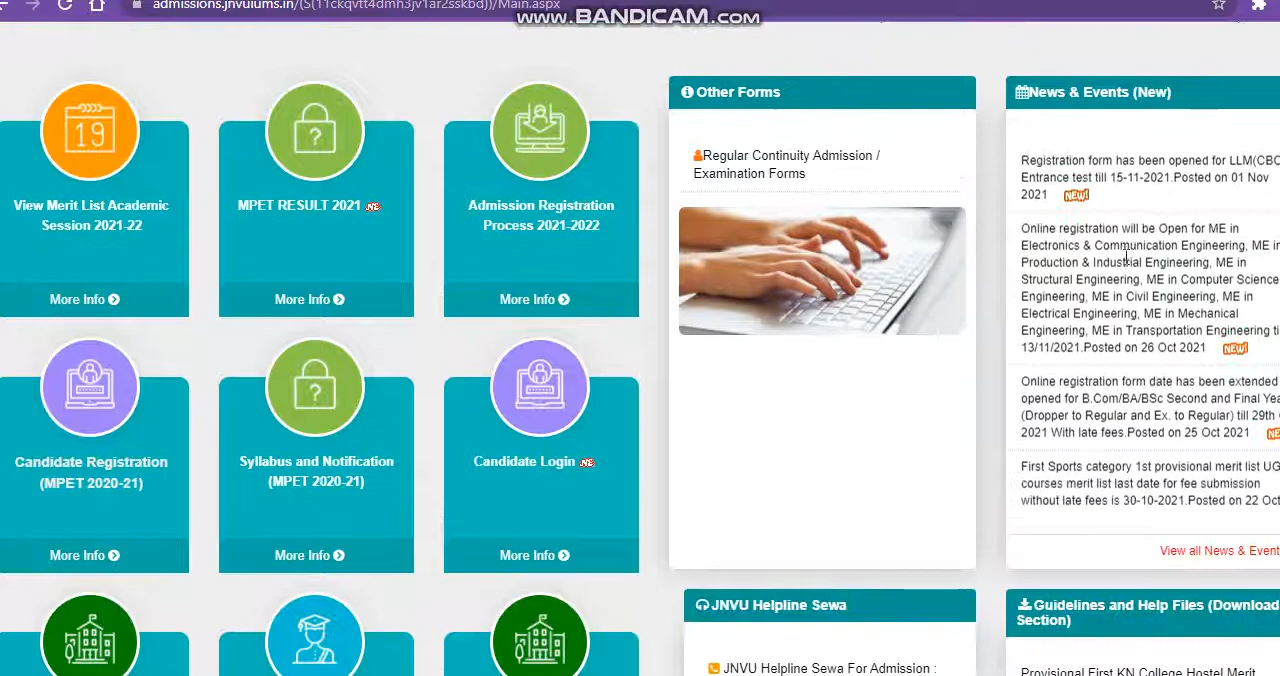 admissions.jnvuiums.in/(S(11ckqvtt4dmh3jv1ar2sskbd))/Main.aspx
www.BANDICAM.com
19
View Merit List Academic
Session 2021-22
More Info
?
MPET RESULT 2021
More Info
Admission Registration
Process 2021-2022
More Info
Candidate Registration
(MPET 2020-21)
More Info
?
Syllabus and Notification
(MPET 2020-21)
More Info
Candidate Login
More Info
Other Forms
Regular Continuity Admission /
Examination Forms
JNVU Helpline Sewa
JNVU Helpline Sewa For Admission :
News & Events (New)
Registration form has been opened for LLM(CBC
Entrance test till 15-11-2021.Posted on 01 Nov
2021 NEW!
Online registration will be Open for ME in
Electronics & Communication Engineering, ME in
Production & Industrial Engineering, ME in
Structural Engineering, ME in Computer Science
Engineering, ME in Civil Engineering, ME in
Electrical Engineering, ME in Mechanical
Engineering, ME in Transportation Engineering ti
13/11/2021.Posted on 26 Oct 2021 NEW!
Online registration form date has been extended
opened for B.Com/BA/BSc Second and Final Yea
(Dropper to Regular and Ex. to Regular) till 29th
2021 With late fees.Posted on 25 Oct 2021 NE
First Sports category 1st provisional merit list UG
courses merit list last date for fee submission
without late fees is 30-10-2021.Posted on 22 Oct
View all News & Event
Guidelines and Help Files (Download
Section)
Provisional First KN College Hostel Merit